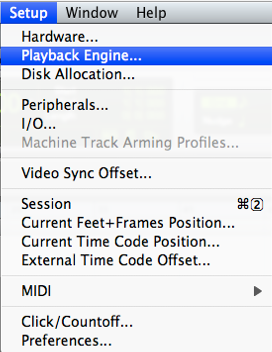 Setup Window Help
Hardware...
Playback Engine...
Disk Allocation...
Peripherals...
I/O...
Machine Track Arming Profiles...
Video Sync Offset...
Session ⌘2
Current Feet+Frames Position...
Current Time Code Position...
External Time Code Offset...
MIDI
Click/Countoff...
Preferences...